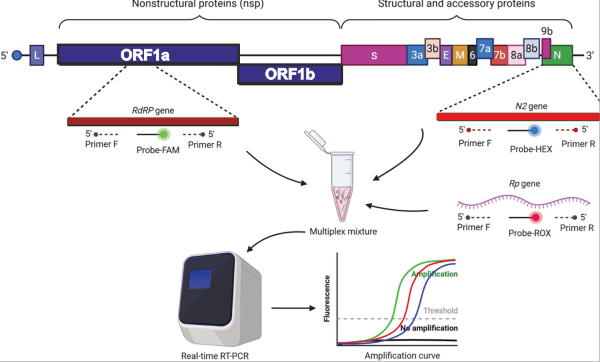 Nonstructural proteins (nsp)
Structural and accessory proteins
5'
L
ORF1a
ORF1b
S
3a
3b
E
M
6
7a
7b
8a
8b
9b
N
3'
RdRP gene
5'
5'
Primer F
Probe-FAM
Primer R
N2 gene
5'
5'
Primer F
Probe-HEX
Primer R
Rp gene
5'
5'
Primer F
Probe-ROX
Primer R
Multiplex mixture
Real-time RT-PCR
Fluorescence
Amplification
Threshold
No amplification
Amplification curve